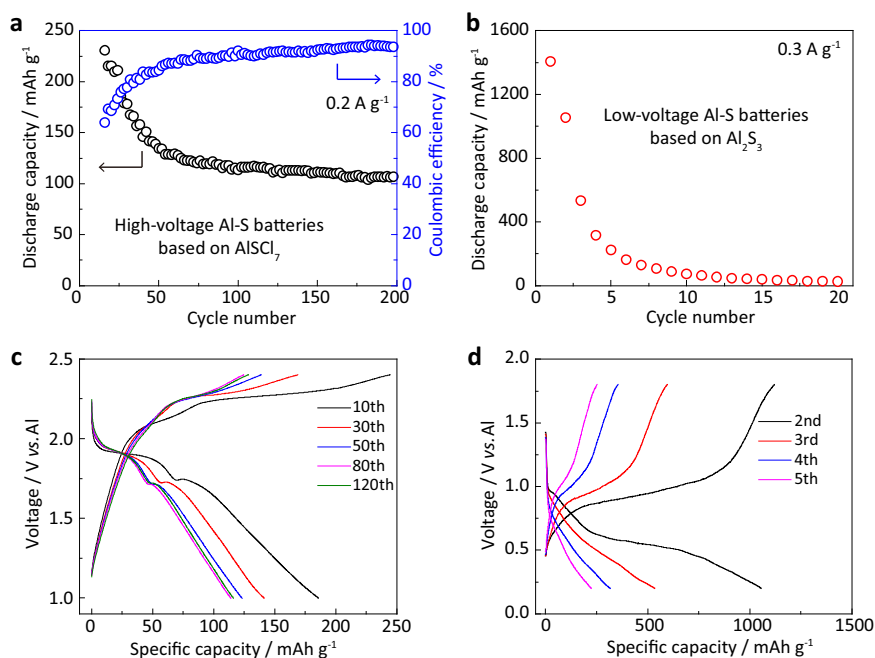 a
250
200
150
100
50
0
Discharge capacity / mAh g⁻¹
0
50
100
150
200
Cycle number
100
80
60
40
20
0
Coulombic efficiency / %
0.2 A g⁻¹
High-voltage Al-S batteries
based on AlSCl₇
b
1600
1200
800
400
0
Discharge capacity / mAh g⁻¹
0
5
10
15
20
Cycle number
0.3 A g⁻¹
Low-voltage Al-S batteries
based on Al₂S₃
c
2.5
2.0
1.5
1.0
Voltage / V vs.Al
0
50
100
150
200
250
Specific capacity / mAh g⁻¹
10th
30th
50th
80th
120th
d
2.0
1.5
1.0
0.5
0.0
Voltage / V vs.Al
0
500
1000
1500
Specific capacity / mAh g⁻¹
2nd
3rd
4th
5th